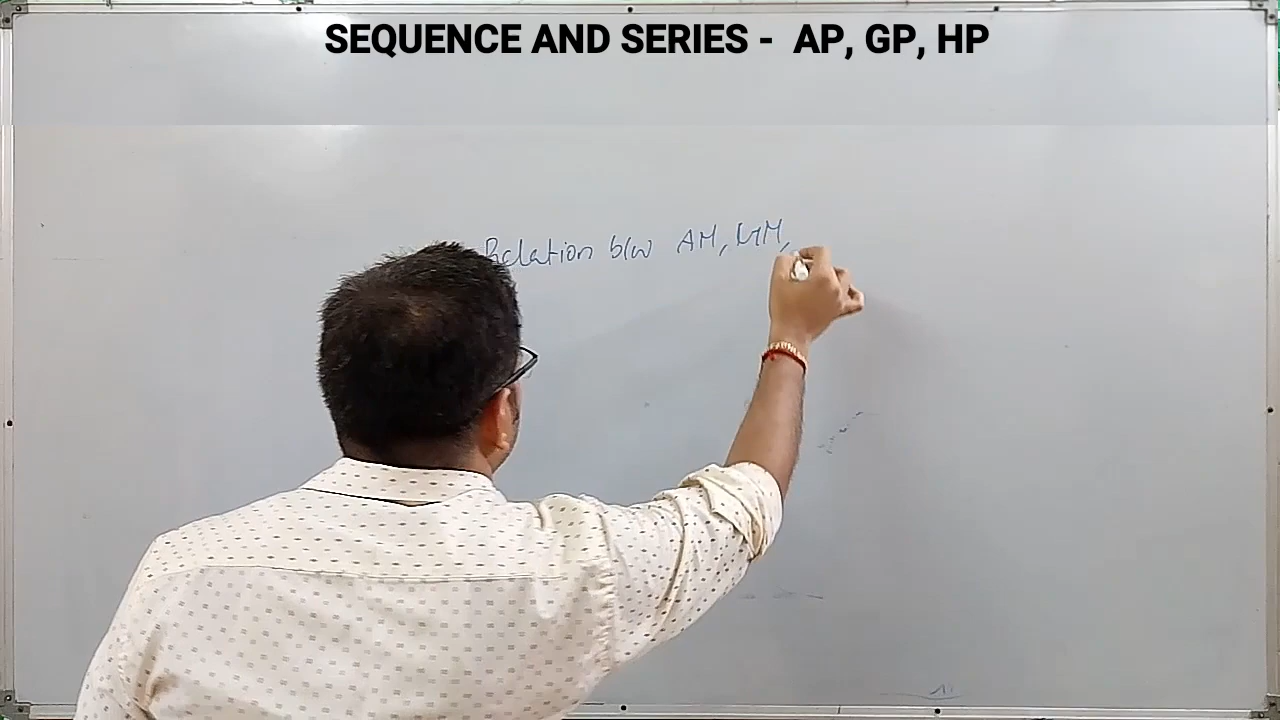 SEQUENCE AND SERIES - AP, GP, HP
Relation b/w AM, GM,